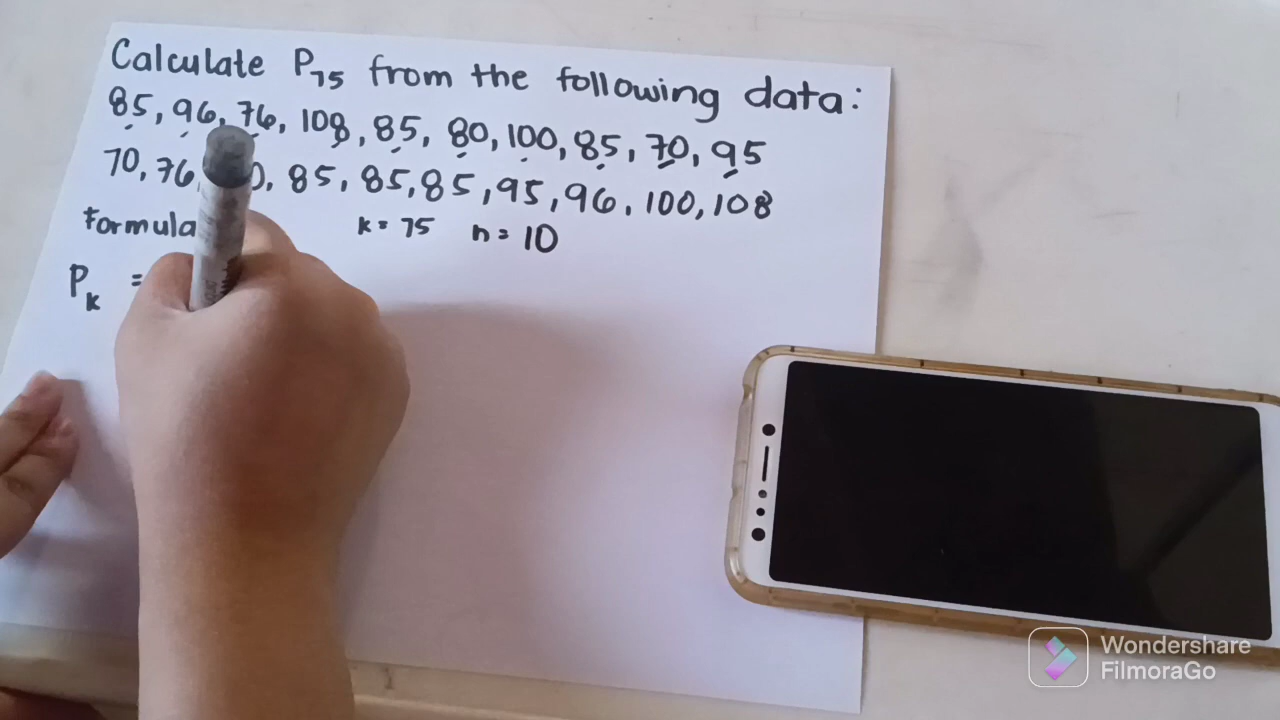 Calculate P75 from the following data:
85, 96, 76, 108, 85, 80, 100, 85, 70, 95
70, 76, 0, 85, 85, 85, 95, 96, 100, 108
Formula k = 75 n = 10
Pk =
Wondershare
FilmoraGo